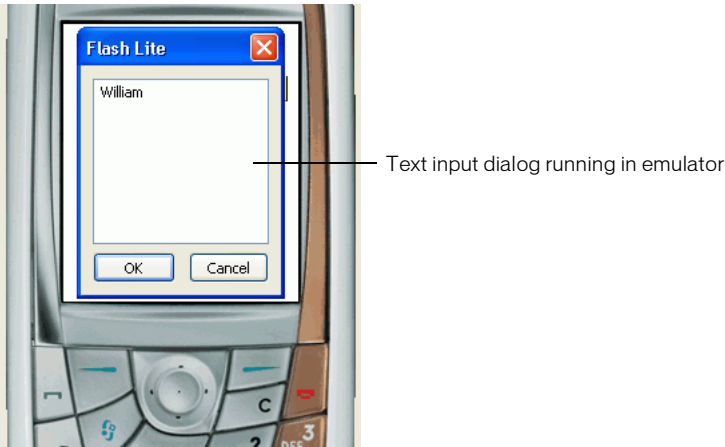 Flash Lite
William
Text input dialog running in emulator
OK Cancel
C
3
2
DEF